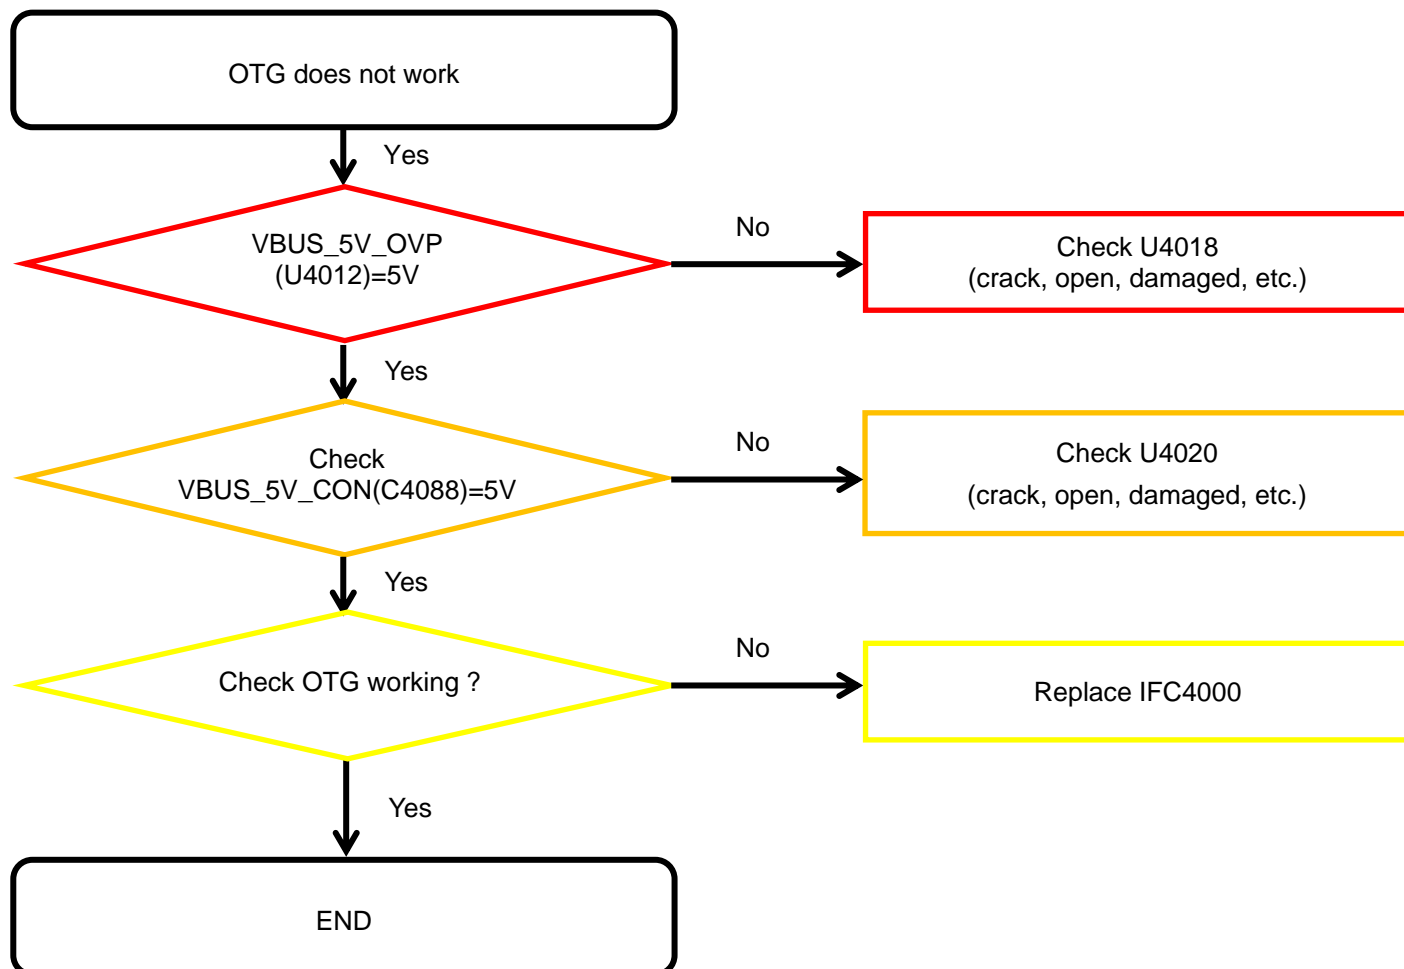 OTG does not work
Yes
VBUS_5V_OVP
(U4012)=5V
No
Check U4018
(crack, open, damaged, etc.)
Yes
Check
VBUS_5V_CON(C4088)=5V
No
Check U4020
(crack, open, damaged, etc.)
Yes
Check OTG working ?
No
Replace IFC4000
Yes
END